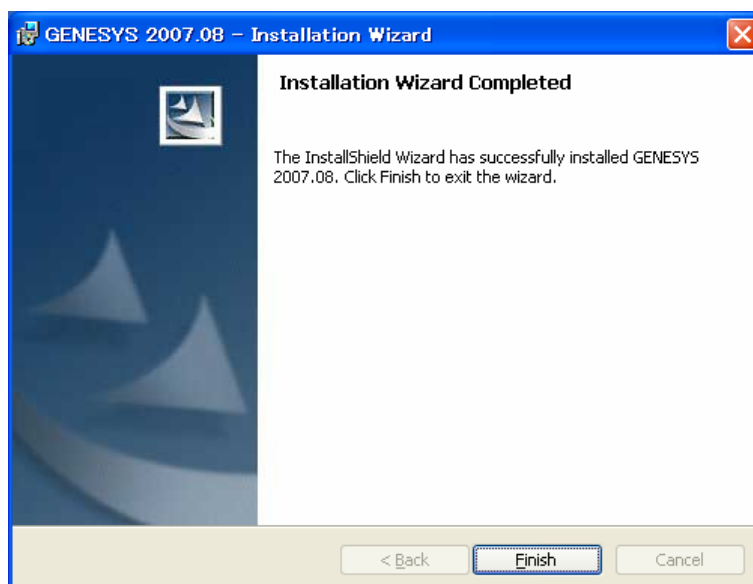 GENESYS 2007.08 - Installation Wizard
Installation Wizard Completed
The InstallShield Wizard has successfully installed GENESYS
2007.08. Click Finish to exit the wizard.
< Back
Finish
Cancel